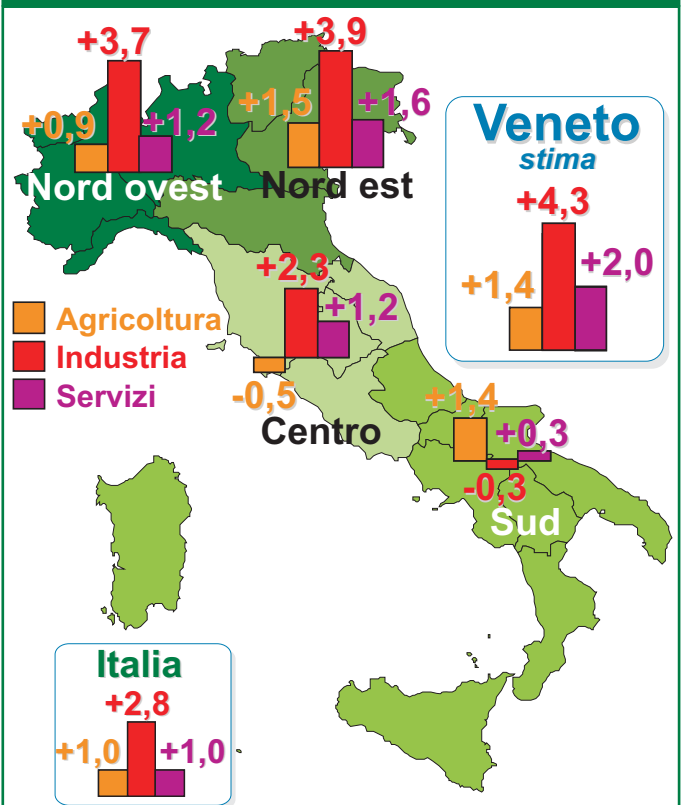 +3,7
+0,9
+1,2
Nord ovest
+3,9
+1,5
+1,6
Nord est
Veneto
stima
+4,3
+1,4
+2,0
+2,3
+1,2
-0,5
Centro
Agricoltura
Industria
Servizi
+1,4
+0,3
-0,3
Sud
Italia
+2,8
+1,0
+1,0